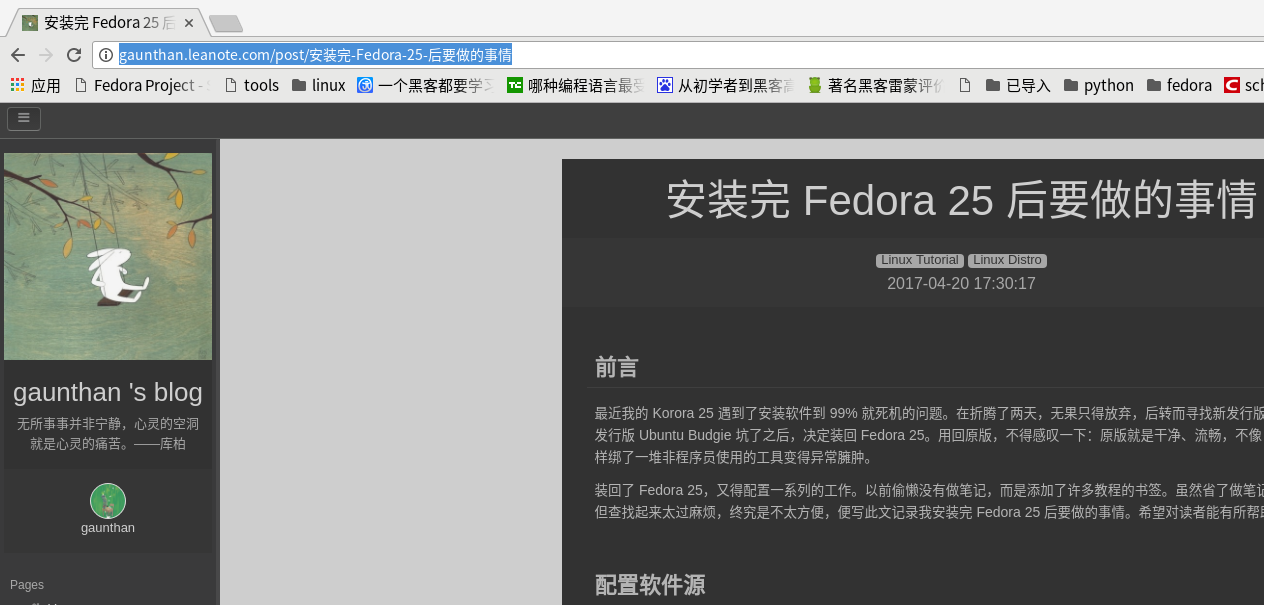 安装完 Fedora 25 后
gaunthan.leanote.com/post/安装完-Fedora-25-后要做的事情
应用 Fedora Project - tools linux 一个黑客都要学习 哪种编程语言最受 从初学者到黑客高 著名黑客雷蒙评价 已导入 python fedora sch
安装完 Fedora 25 后要做的事情
Linux Tutorial Linux Distro
2017-04-20 17:30:17
gaunthan 's blog
无所事事并非宁静，心灵的空洞
就是心灵的痛苦。——库柏
gaunthan
Pages
前言
最近我的 Korora 25 遇到了安装软件到 99% 就死机的问题。在折腾了两天，无果只得放弃，后转而寻找新发行版
发行版 Ubuntu Budgie 坑了之后，决定装回 Fedora 25。用回原版，不得感叹一下：原版就是干净、流畅，不像
样绑了一堆非程序员使用的工具变得异常臃肿。
装回了 Fedora 25，又得配置一系列的工作。以前偷懒没有做笔记，而是添加了许多教程的书签。虽然省了做笔记
但查找起来太过麻烦，终究是不太方便，便写此文记录我安装完 Fedora 25 后要做的事情。希望对读者能有所帮助
配置软件源